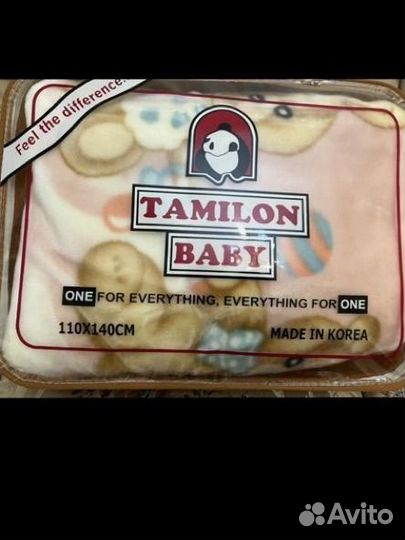 Feel the difference.
TAMILON
BABY
ONE FOR EVERYTHING, EVERYTHING FOR ONE
110X140CM
MADE IN KOREA
Avito